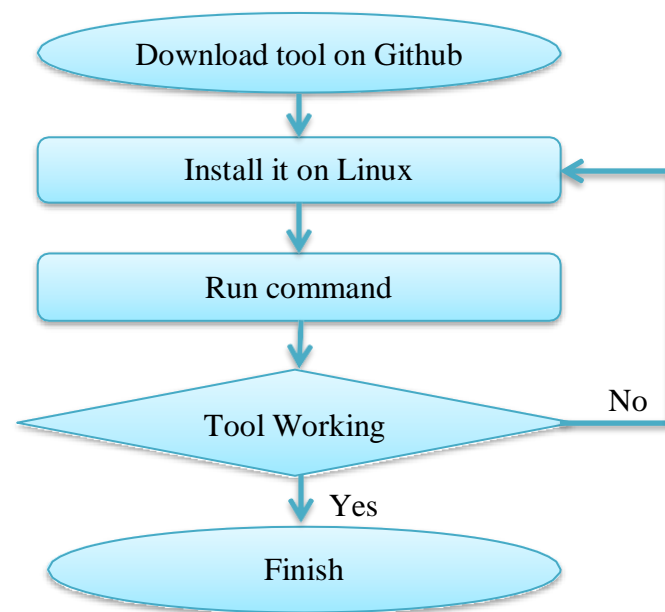 Download tool on Github
Install it on Linux
Run command
Tool Working
No
Yes
Finish